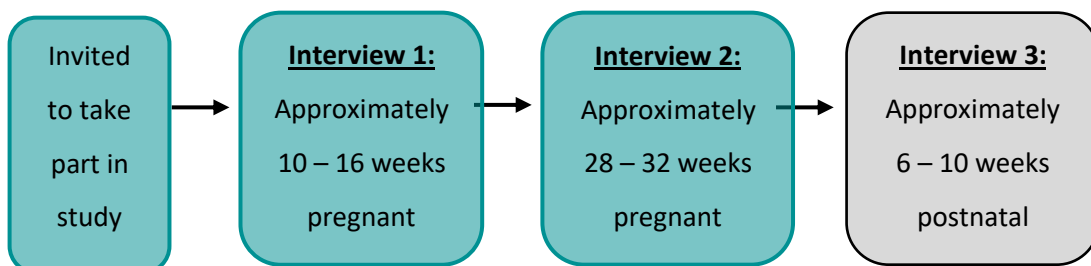 Invited
to take
part in
study
Interview 1:
Approximately
10 – 16 weeks
pregnant
Interview 2:
Approximately
28 – 32 weeks
pregnant
Interview 3:
Approximately
6 – 10 weeks
postnatal